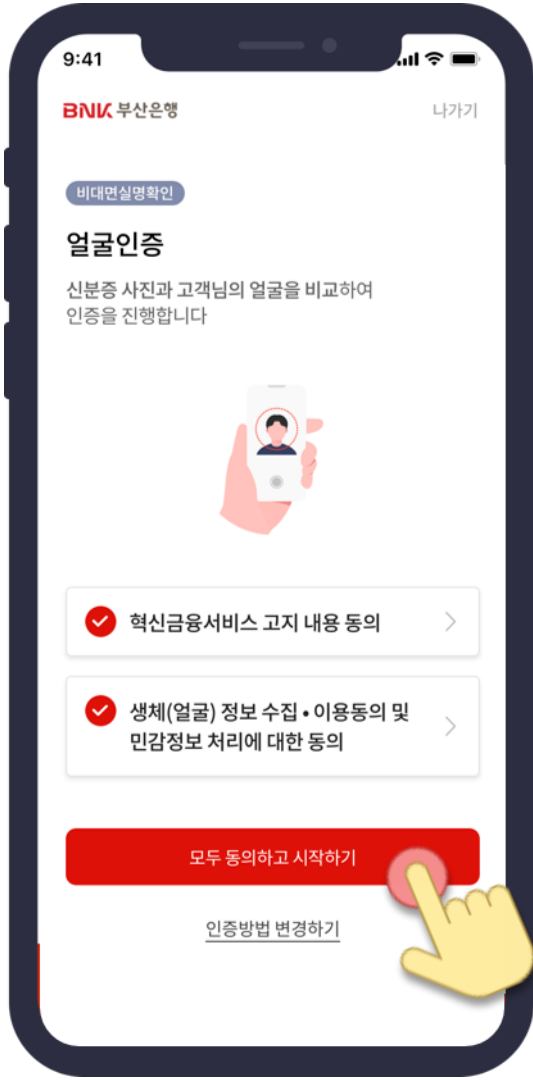 9:41
BNK 부산은행
나가기
비대면실명확인
얼굴인증
신분증 사진과 고객님의 얼굴을 비교하여
인증을 진행합니다
혁신금융서비스 고지 내용 동의
생체(얼굴) 정보 수집 • 이용동의 및
민감정보 처리에 대한 동의
모두 동의하고 시작하기
인증방법 변경하기